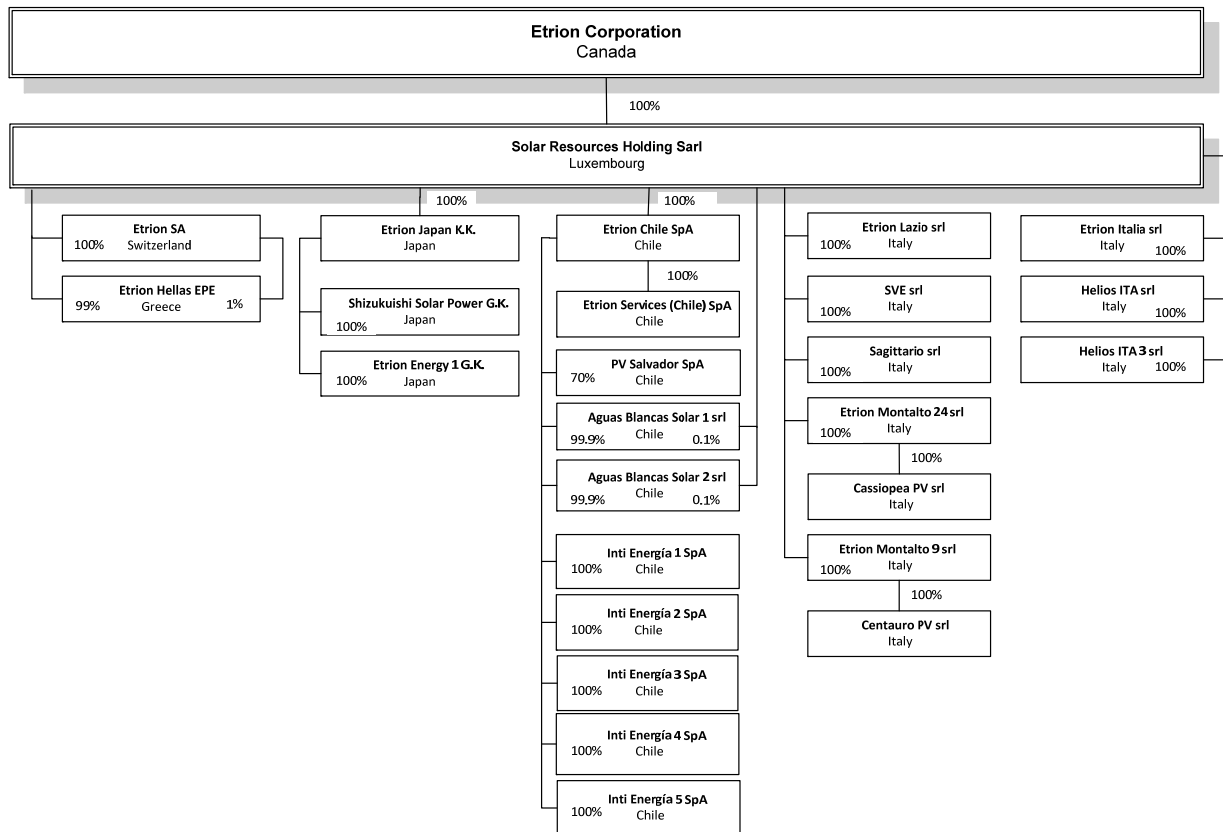 Etrion Corporation
Canada
100%
Solar Resources Holding Sarl
Luxembourg
100%
100%
Etrion SA
100% Switzerland
Etrion Hellas EPE
99% Greece 1%
Etrion Japan K.K.
Japan
Shizukuishi Solar Power G.K.
100% Japan
Etrion Energy 1 G.K.
100% Japan
Etrion Chile SpA
Chile
100%
Etrion Services (Chile) SpA
Chile
PV Salvador SpA
70% Chile
Aguas Blancas Solar 1 srl
99.9% Chile 0.1%
Aguas Blancas Solar 2 srl
99.9% Chile 0.1%
Inti Energía 1 SpA
100% Chile
Inti Energía 2 SpA
100% Chile
Inti Energía 3 SpA
100% Chile
Inti Energía 4 SpA
100% Chile
Inti Energía 5 SpA
100% Chile
Etrion Lazio srl
100% Italy
SVE srl
100% Italy
Sagittario srl
100% Italy
Etrion Montalto 24 srl
100% Italy
100%
Cassiopea PV srl
Italy
Etrion Montalto 9 srl
100% Italy
100%
Centauro PV srl
Italy
Etrion Italia srl
Italy 100%
Helios ITA srl
Italy 100%
Helios ITA 3 srl
Italy 100%